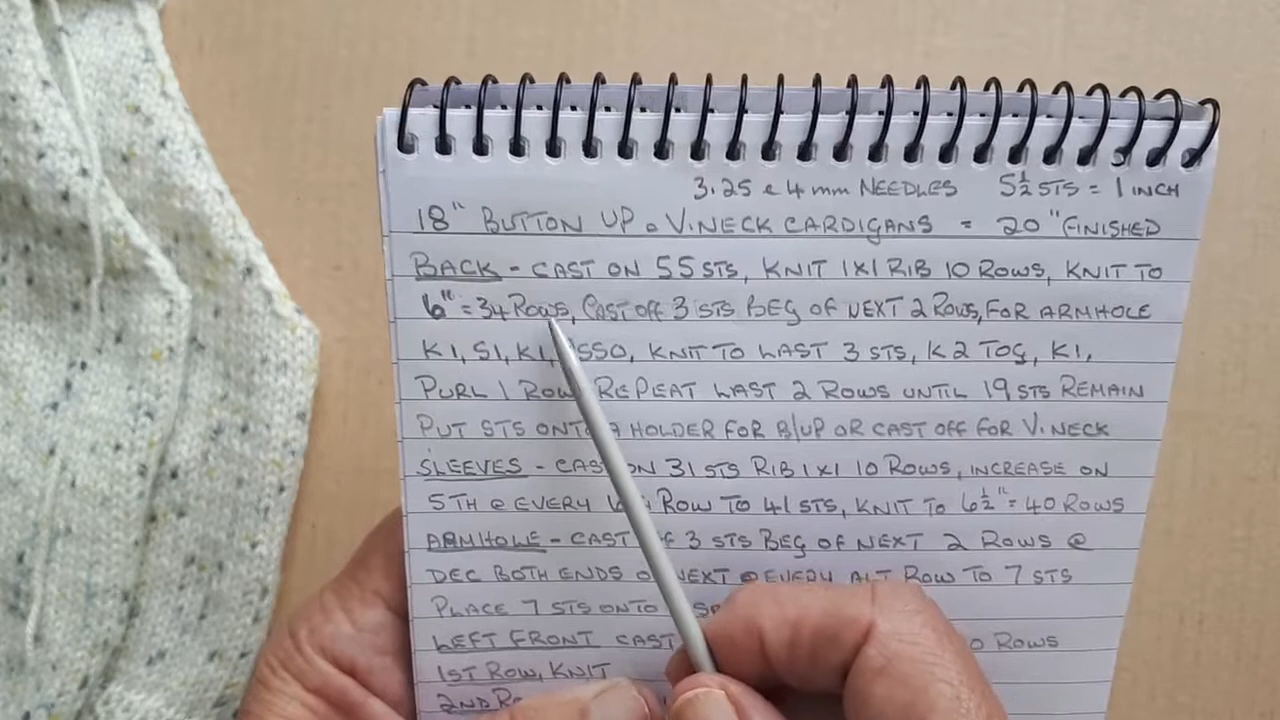 3.25 e 4mm NEEDLES 5½ STS = 1 INCH
18" BUTTON UP @ V.NECK CARDIGANS = 20" FINISHED
BACK - CAST ON 55 STS, KNIT 1X1 RIB 10 ROWS, KNIT TO
6" = 34 ROWS, CAST OFF 3 STS BEG OF NEXT 2 ROWS, FOR ARMHOLE
K1, S1, K1, PSSO, KNIT TO LAST 3 STS, K2 TOG, K1,
PURL 1 ROW REPEAT LAST 2 ROWS UNTIL 19 STS REMAIN
PUT STS ONTO A HOLDER FOR B/UP OR CAST OFF FOR V.NECK
SLEEVES - CAST ON 31 STS RIB 1X1 10 ROWS, INCREASE ON
5TH @ EVERY ROW TO 41 STS, KNIT TO 6½" = 40 ROWS
ARMHOLE - CAST OFF 3 STS BEG OF NEXT 2 ROWS @
DEC BOTH ENDS OF NEXT @ EVERY ALT ROW TO 7 STS
PLACE 7 STS ONTO
LEFT FRONT CAST ROWS
1ST ROW, KNIT
2ND